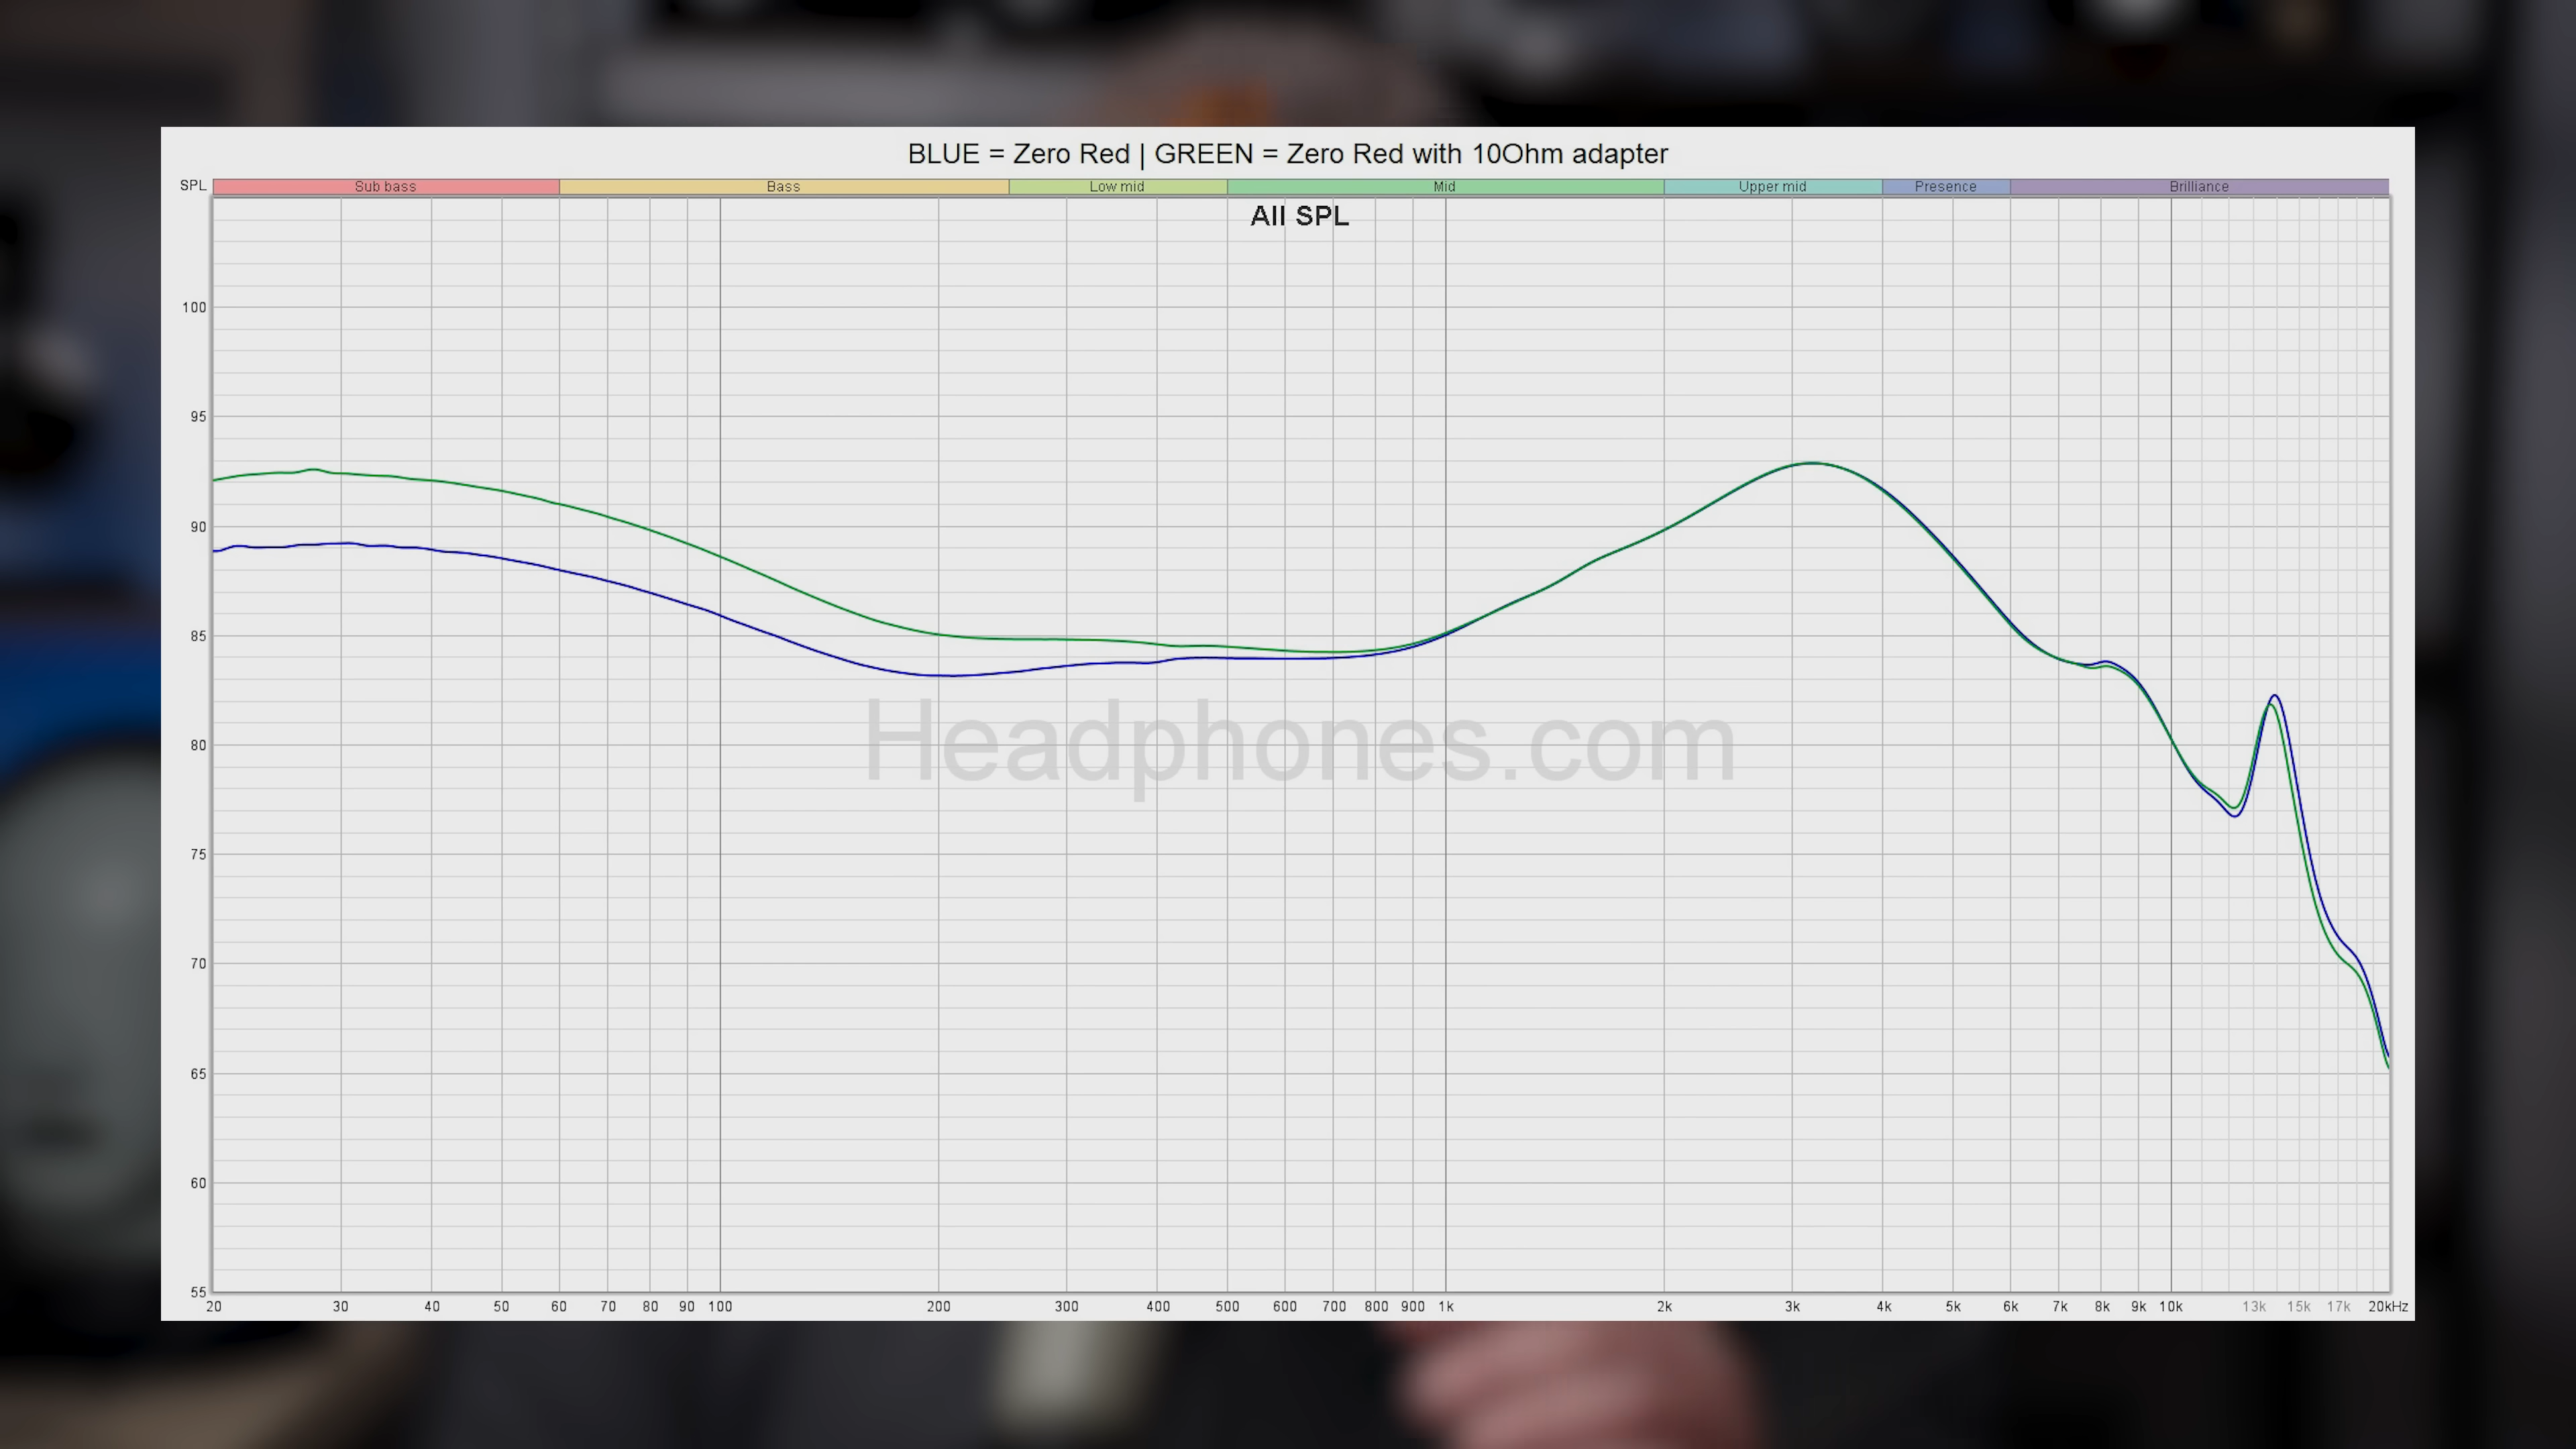 BLUE = Zero Red | GREEN = Zero Red with 10Ohm adapter
SPL Sub bass Bass Low mid Mid Upper mid Presence Brilliance
All SPL
100
95
90
85
80
Headphones.com
75
70
65
60
55
20 30 40 50 60 70 80 90 100 200 300 400 500 600 700 800 900 1k 2k 3k 4k 5k 6k 7k 8k 9k 10k 13k 15k 17k 20kHz